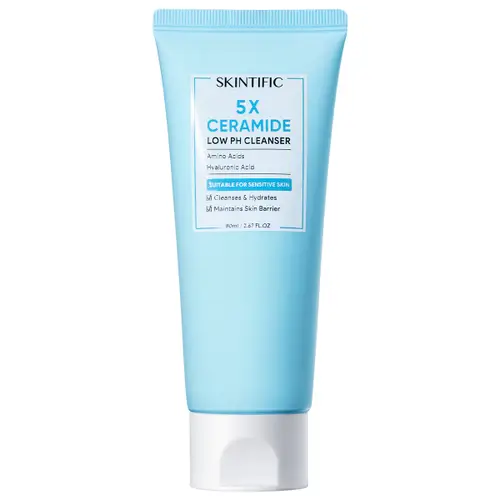 SKINTIFIC
5X
CERAMIDE
LOW PH CLEANSER
Amino Acids
Hyaluronic Acid
SUITABLE FOR SENSITIVE SKIN
Cleanses & Hydrates
Maintains Skin Barrier
80ml / 2.67 FL.OZ